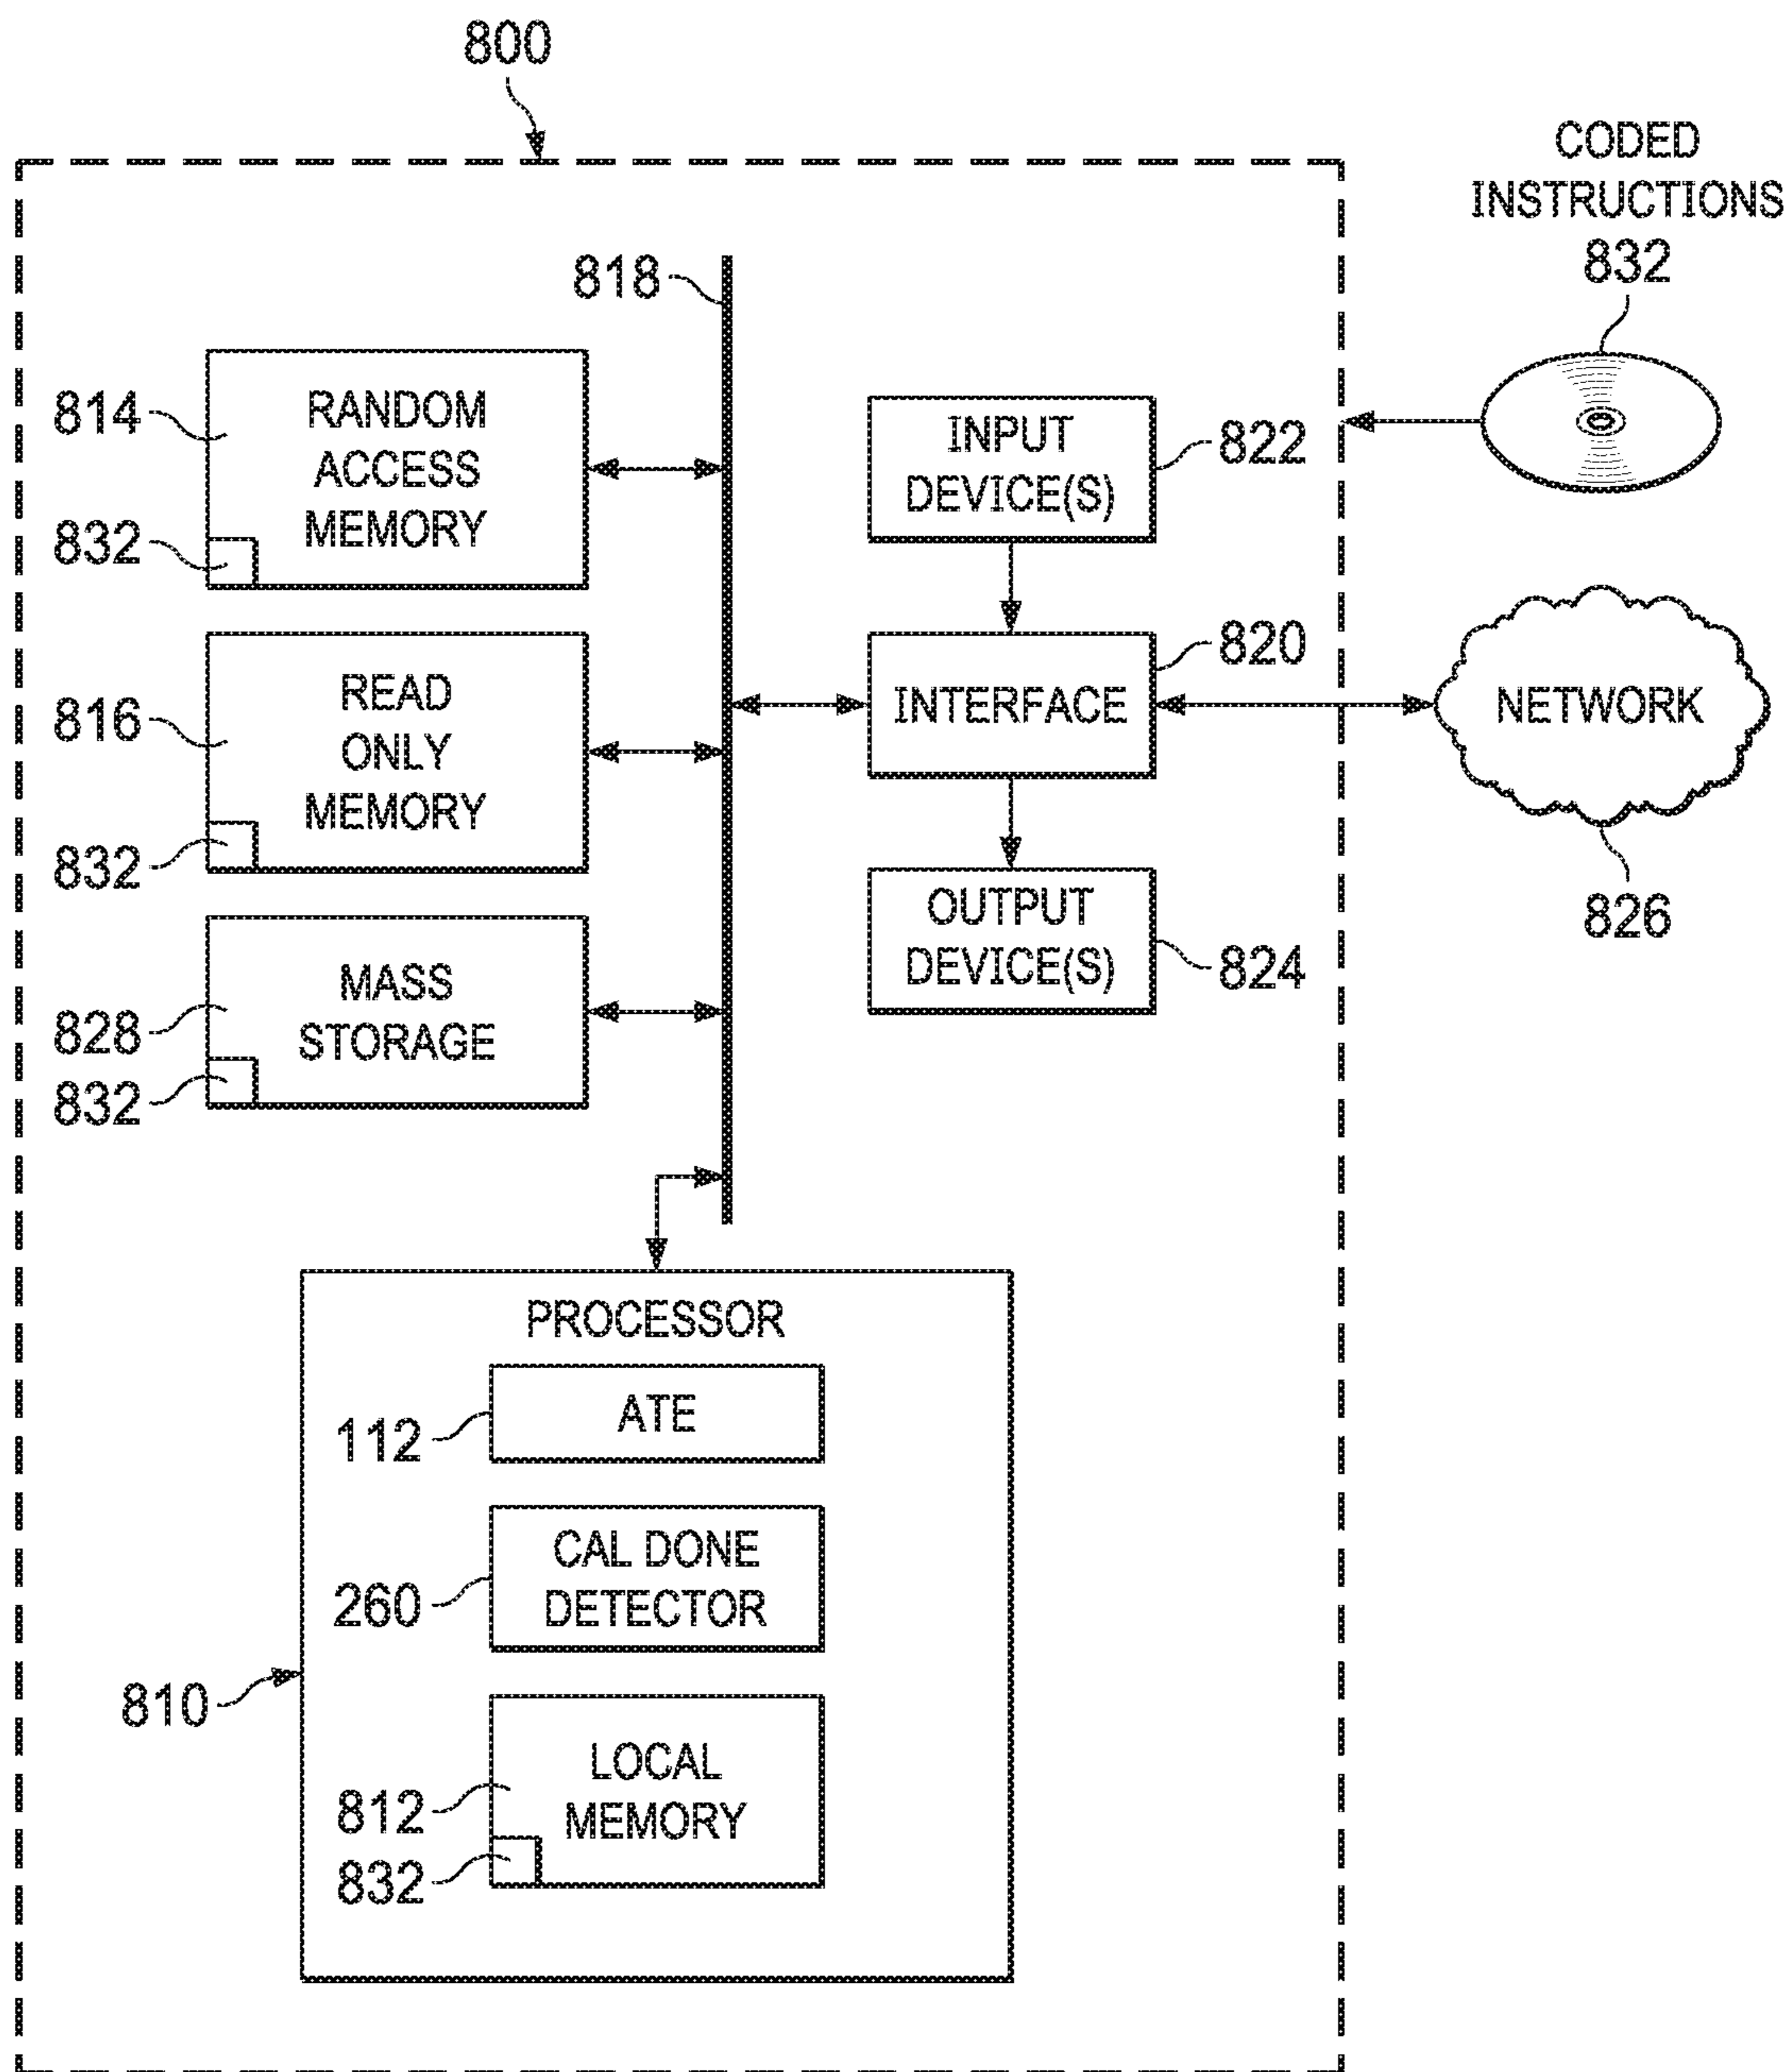 800
CODED
INSTRUCTIONS
832
818
814
RANDOM
ACCESS
MEMORY
832
INPUT
DEVICE(S)
822
816
READ
ONLY
MEMORY
832
INTERFACE
820
NETWORK
826
828
MASS
STORAGE
832
OUTPUT
DEVICE(S)
824
PROCESSOR
ATE
112
CAL DONE
DETECTOR
260
810
LOCAL
MEMORY
812
832